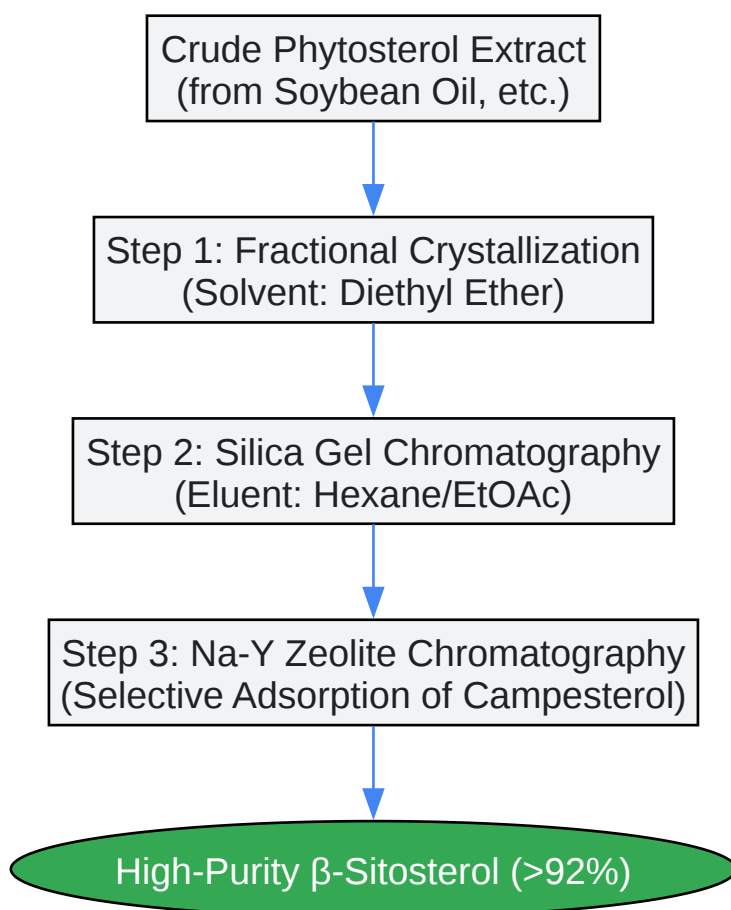 Crude Phytosterol Extract
(from Soybean Oil, etc.)
Step 1: Fractional Crystallization
(Solvent: Diethyl Ether)
Step 2: Silica Gel Chromatography
(Eluent: Hexane/EtOAc)
Step 3: Na-Y Zeolite Chromatography
(Selective Adsorption of Campesterol)
High-Purity β-Sitosterol (>92%)